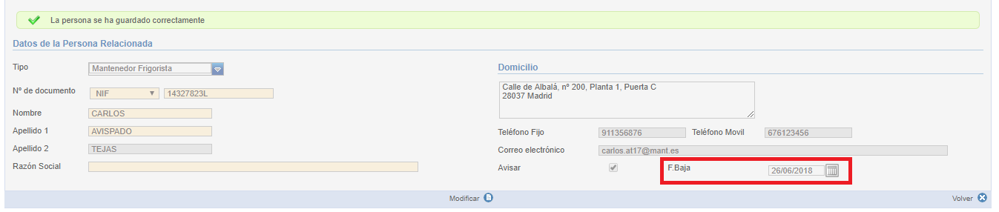 La persona se ha guardado correctamente
Datos de la Persona Relacionada
Tipo
Mantenedor Frigorista
Nº de documento
NIF
14327823L
Nombre
CARLOS
Apellido 1
AVISPADO
Apellido 2
TEJAS
Razón Social
Domicilio
Calle de Albalá, nº 200, Planta 1, Puerta C
28037 Madrid
Teléfono Fijo
911356876
Teléfono Movil
676123456
Correo electrónico
carlos.at17@mant.es
Avisar
F.Baja
26/06/2018
Modificar
Volver